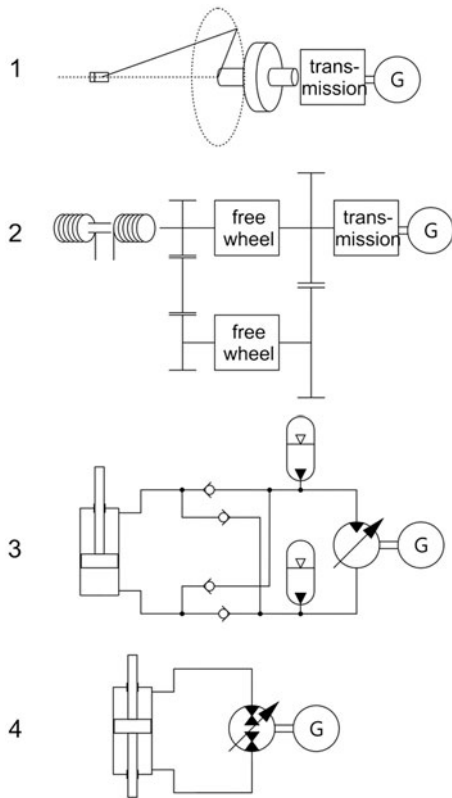 1
trans-
mission
G
2
free
wheel
trans-
mission
G
free
wheel
3
G
4
G